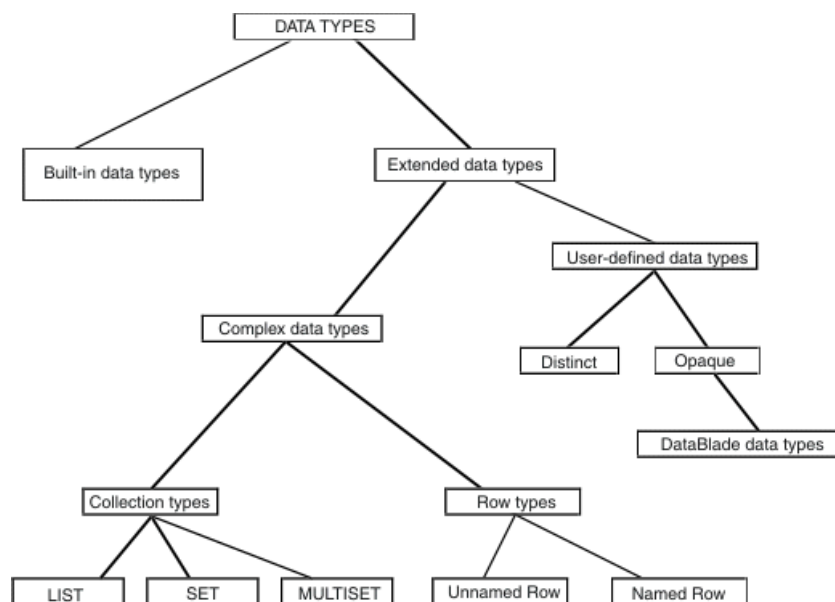 DATA TYPES
Built-in data types
Extended data types
User-defined data types
Complex data types
Distinct
Opaque
DataBlade data types
Collection types
Row types
LIST
SET
MULTISET
Unnamed Row
Named Row